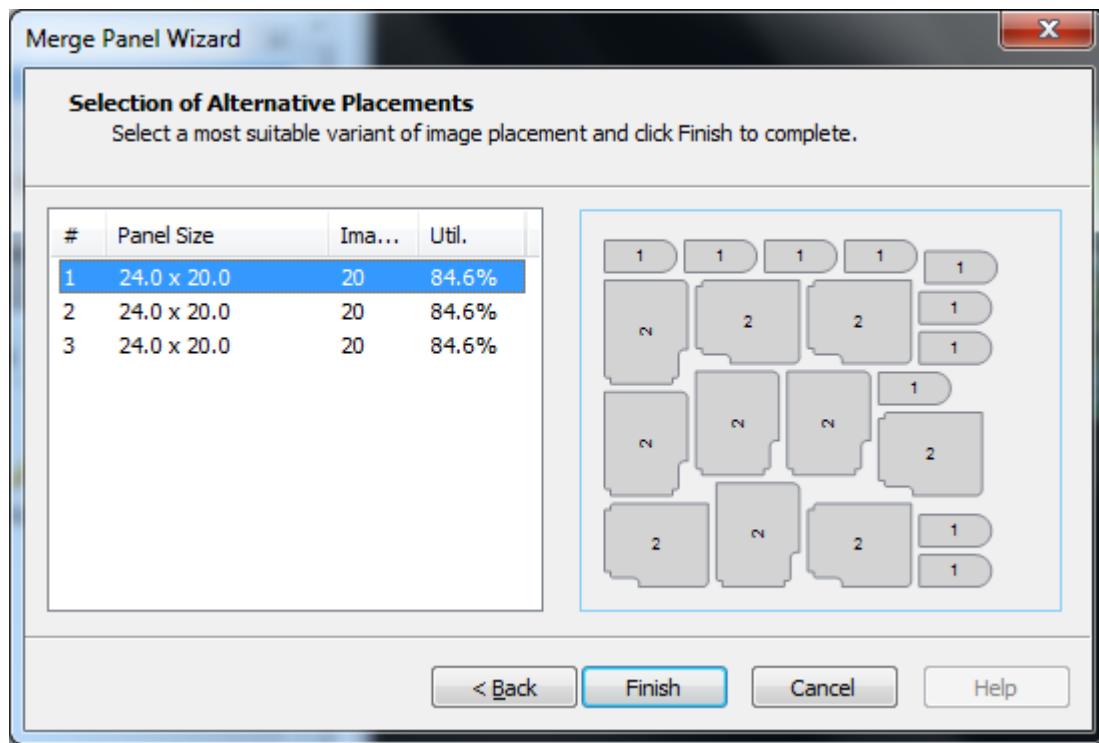 Merge Panel Wizard
Selection of Alternative Placements
Select a most suitable variant of image placement and click Finish to complete.
# Panel Size Ima... Util.
1 24.0 x 20.0 20 84.6%
2 24.0 x 20.0 20 84.6%
3 24.0 x 20.0 20 84.6%
1 1 1 1 1
2 2 2 1
1
1
2 2 2 2
2 2 2 1
1
< Back Finish Cancel Help